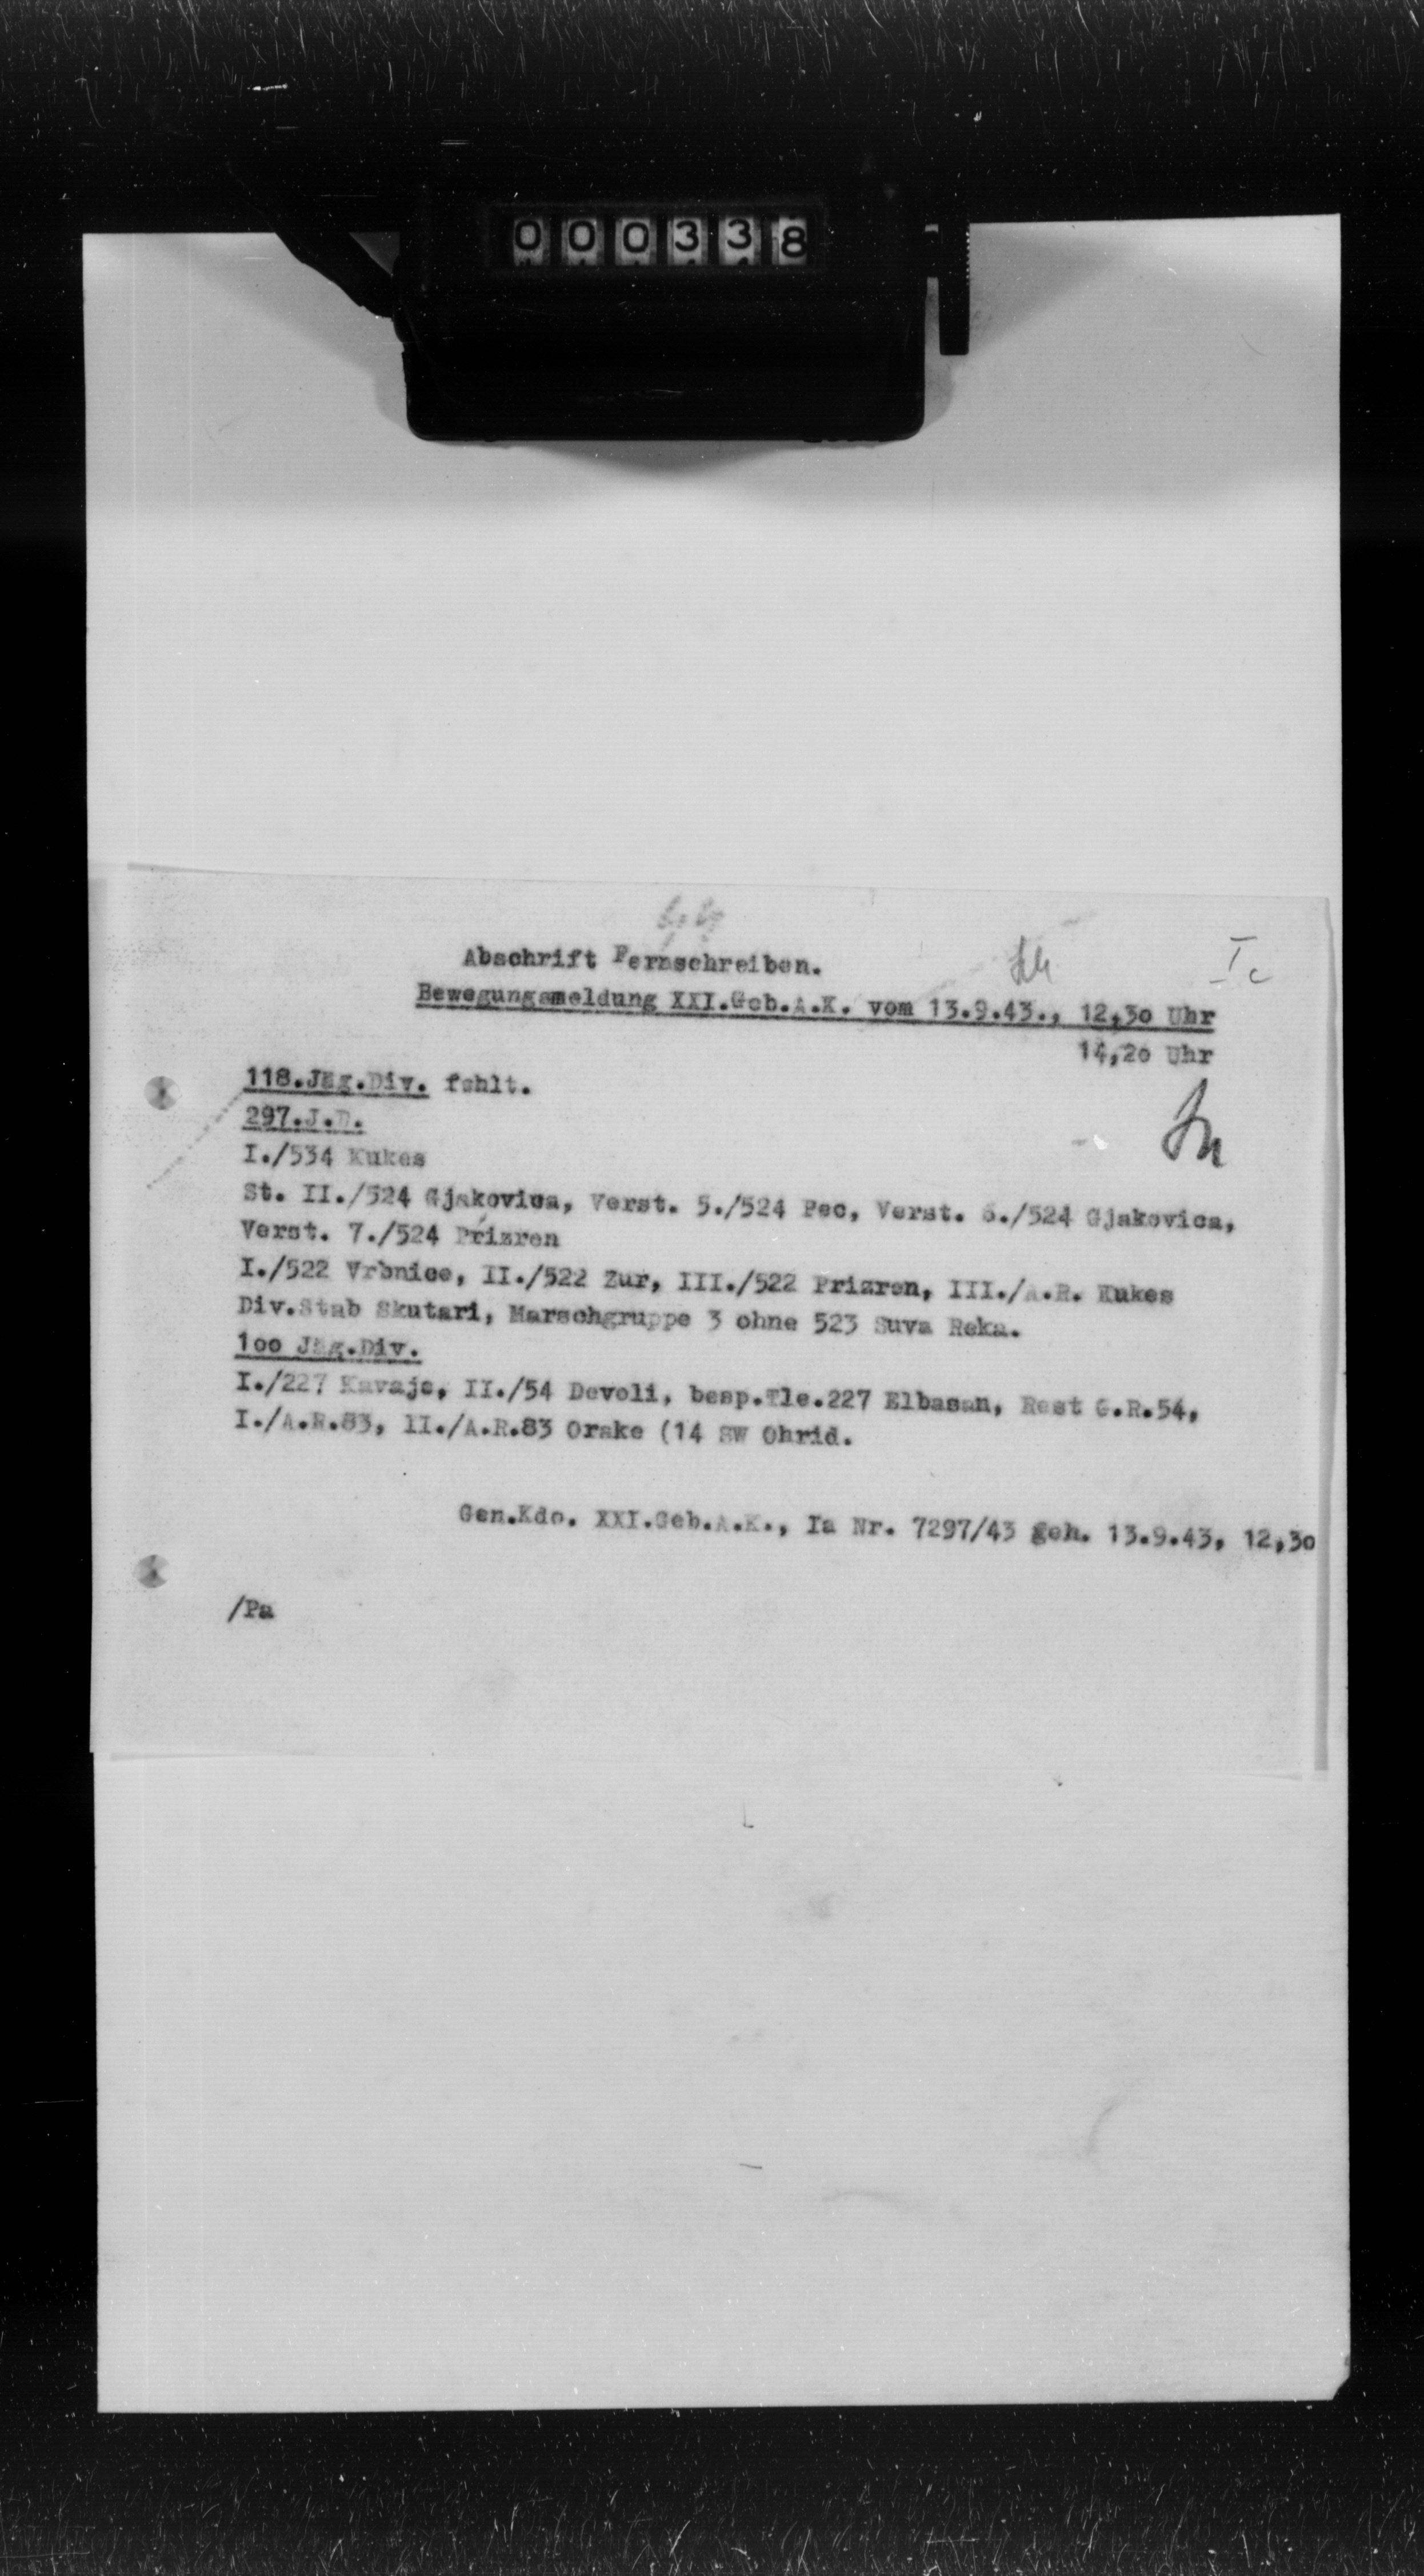 000338
Ic
Abschrift Fernschreiben.
Bewegungsmeldung XXI.Geb.A.K. vom 13.9.43., 12,3o Uhr
14,2o Uhr
118.Jäg.Div. fehlt.
297.J.D.
I./534 Kukes
St. II./524 Gjakovica, Verst. 5./524 Pec, Verst. 6./524 Gjakovica,
Verst. 7./524 Prizren
I./522 Vrbnice, II./522 Zur, III./522 Prizren, III./A.R. Kukes
Div.Stab Skutari, Marschgruppe 3 ohne 523 Suva Reka.
1oo Jäg.Div.
I./227 Kavaje, II./54 Devoli, besp.Tle.227 Elbasan, Rest G.R.54,
I./A.R.83, II./A.R.83 Orake (14 SW Ohrid.
Gen.Kdo. XXI.Geb.A.K., Ia Nr. 7297/43 geh. 13.9.43, 12,3o
/Pa